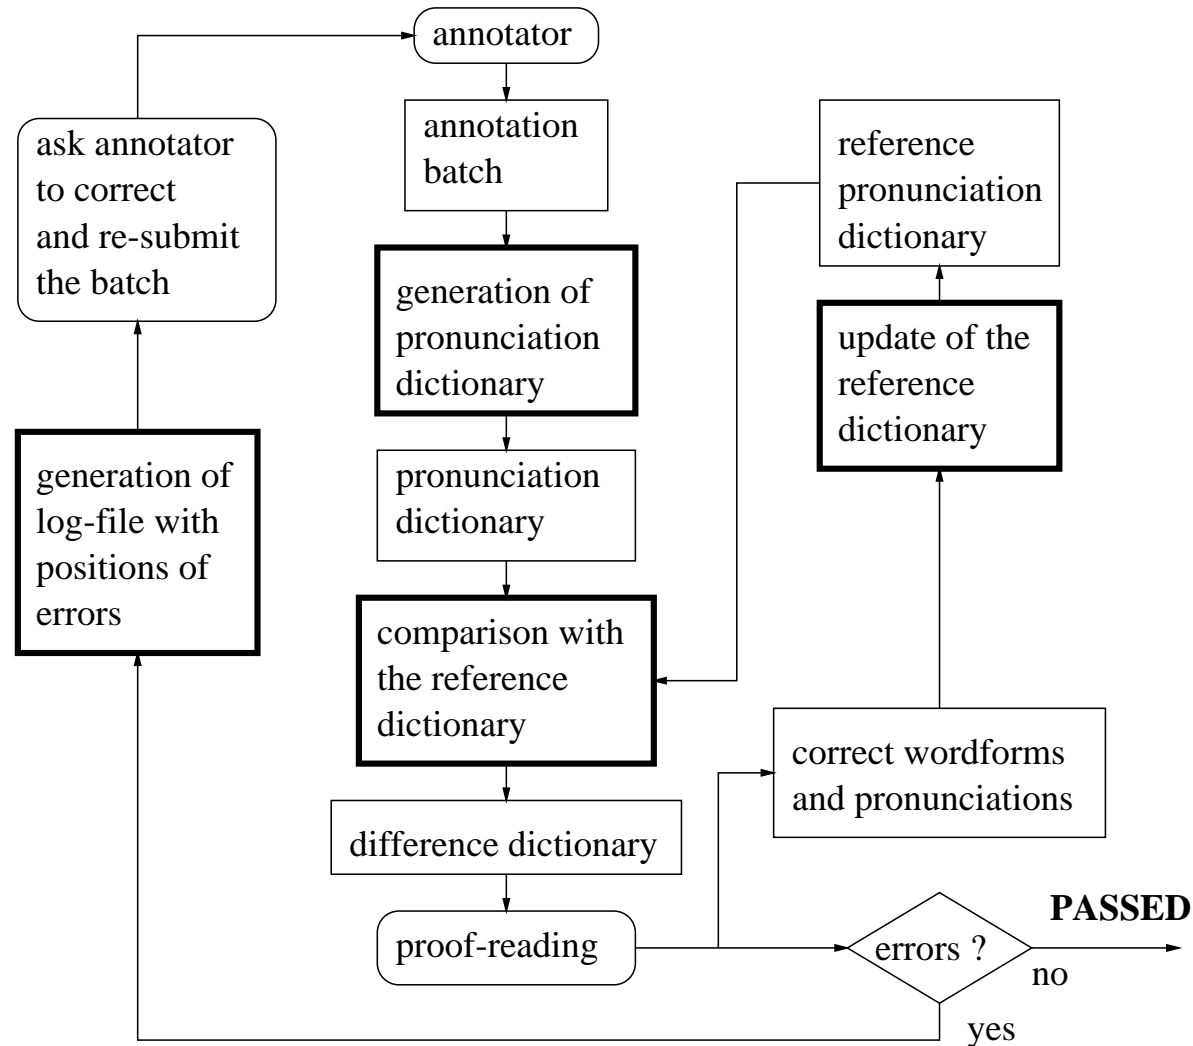 annotator
annotation
batch
ask annotator
to correct
and re-submit
the batch
reference
pronunciation
dictionary
generation of
pronunciation
dictionary
update of the
reference
dictionary
generation of
log-file with
positions of
errors
pronunciation
dictionary
comparison with
the reference
dictionary
correct wordforms
and pronunciations
difference dictionary
proof-reading
errors ?
PASSED
no
yes